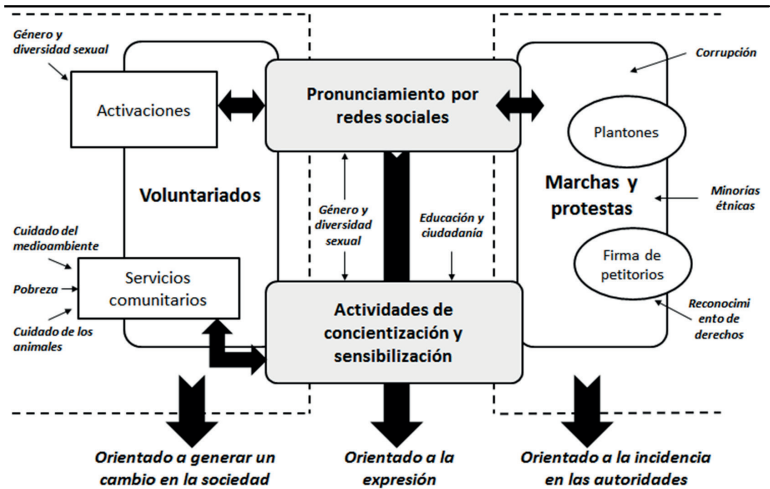 Género y
diversidad sexual
Activaciones
Voluntariados
Cuidado del
medioambiente
Pobreza
Cuidado de los
animales
Servicios
comunitarios
Pronunciamiento por
redes sociales
Género y
diversidad
sexual
Educación y
ciudadanía
Actividades de
concientización y
sensibilización
Corrupción
Plantones
Marchas y
protestas
Minorías
étnicas
Firma de
petitorios
Reconocimi
ento de
derechos
Orientado a generar un
cambio en la sociedad
Orientado a la
expresión
Orientado a la incidencia
en las autoridades